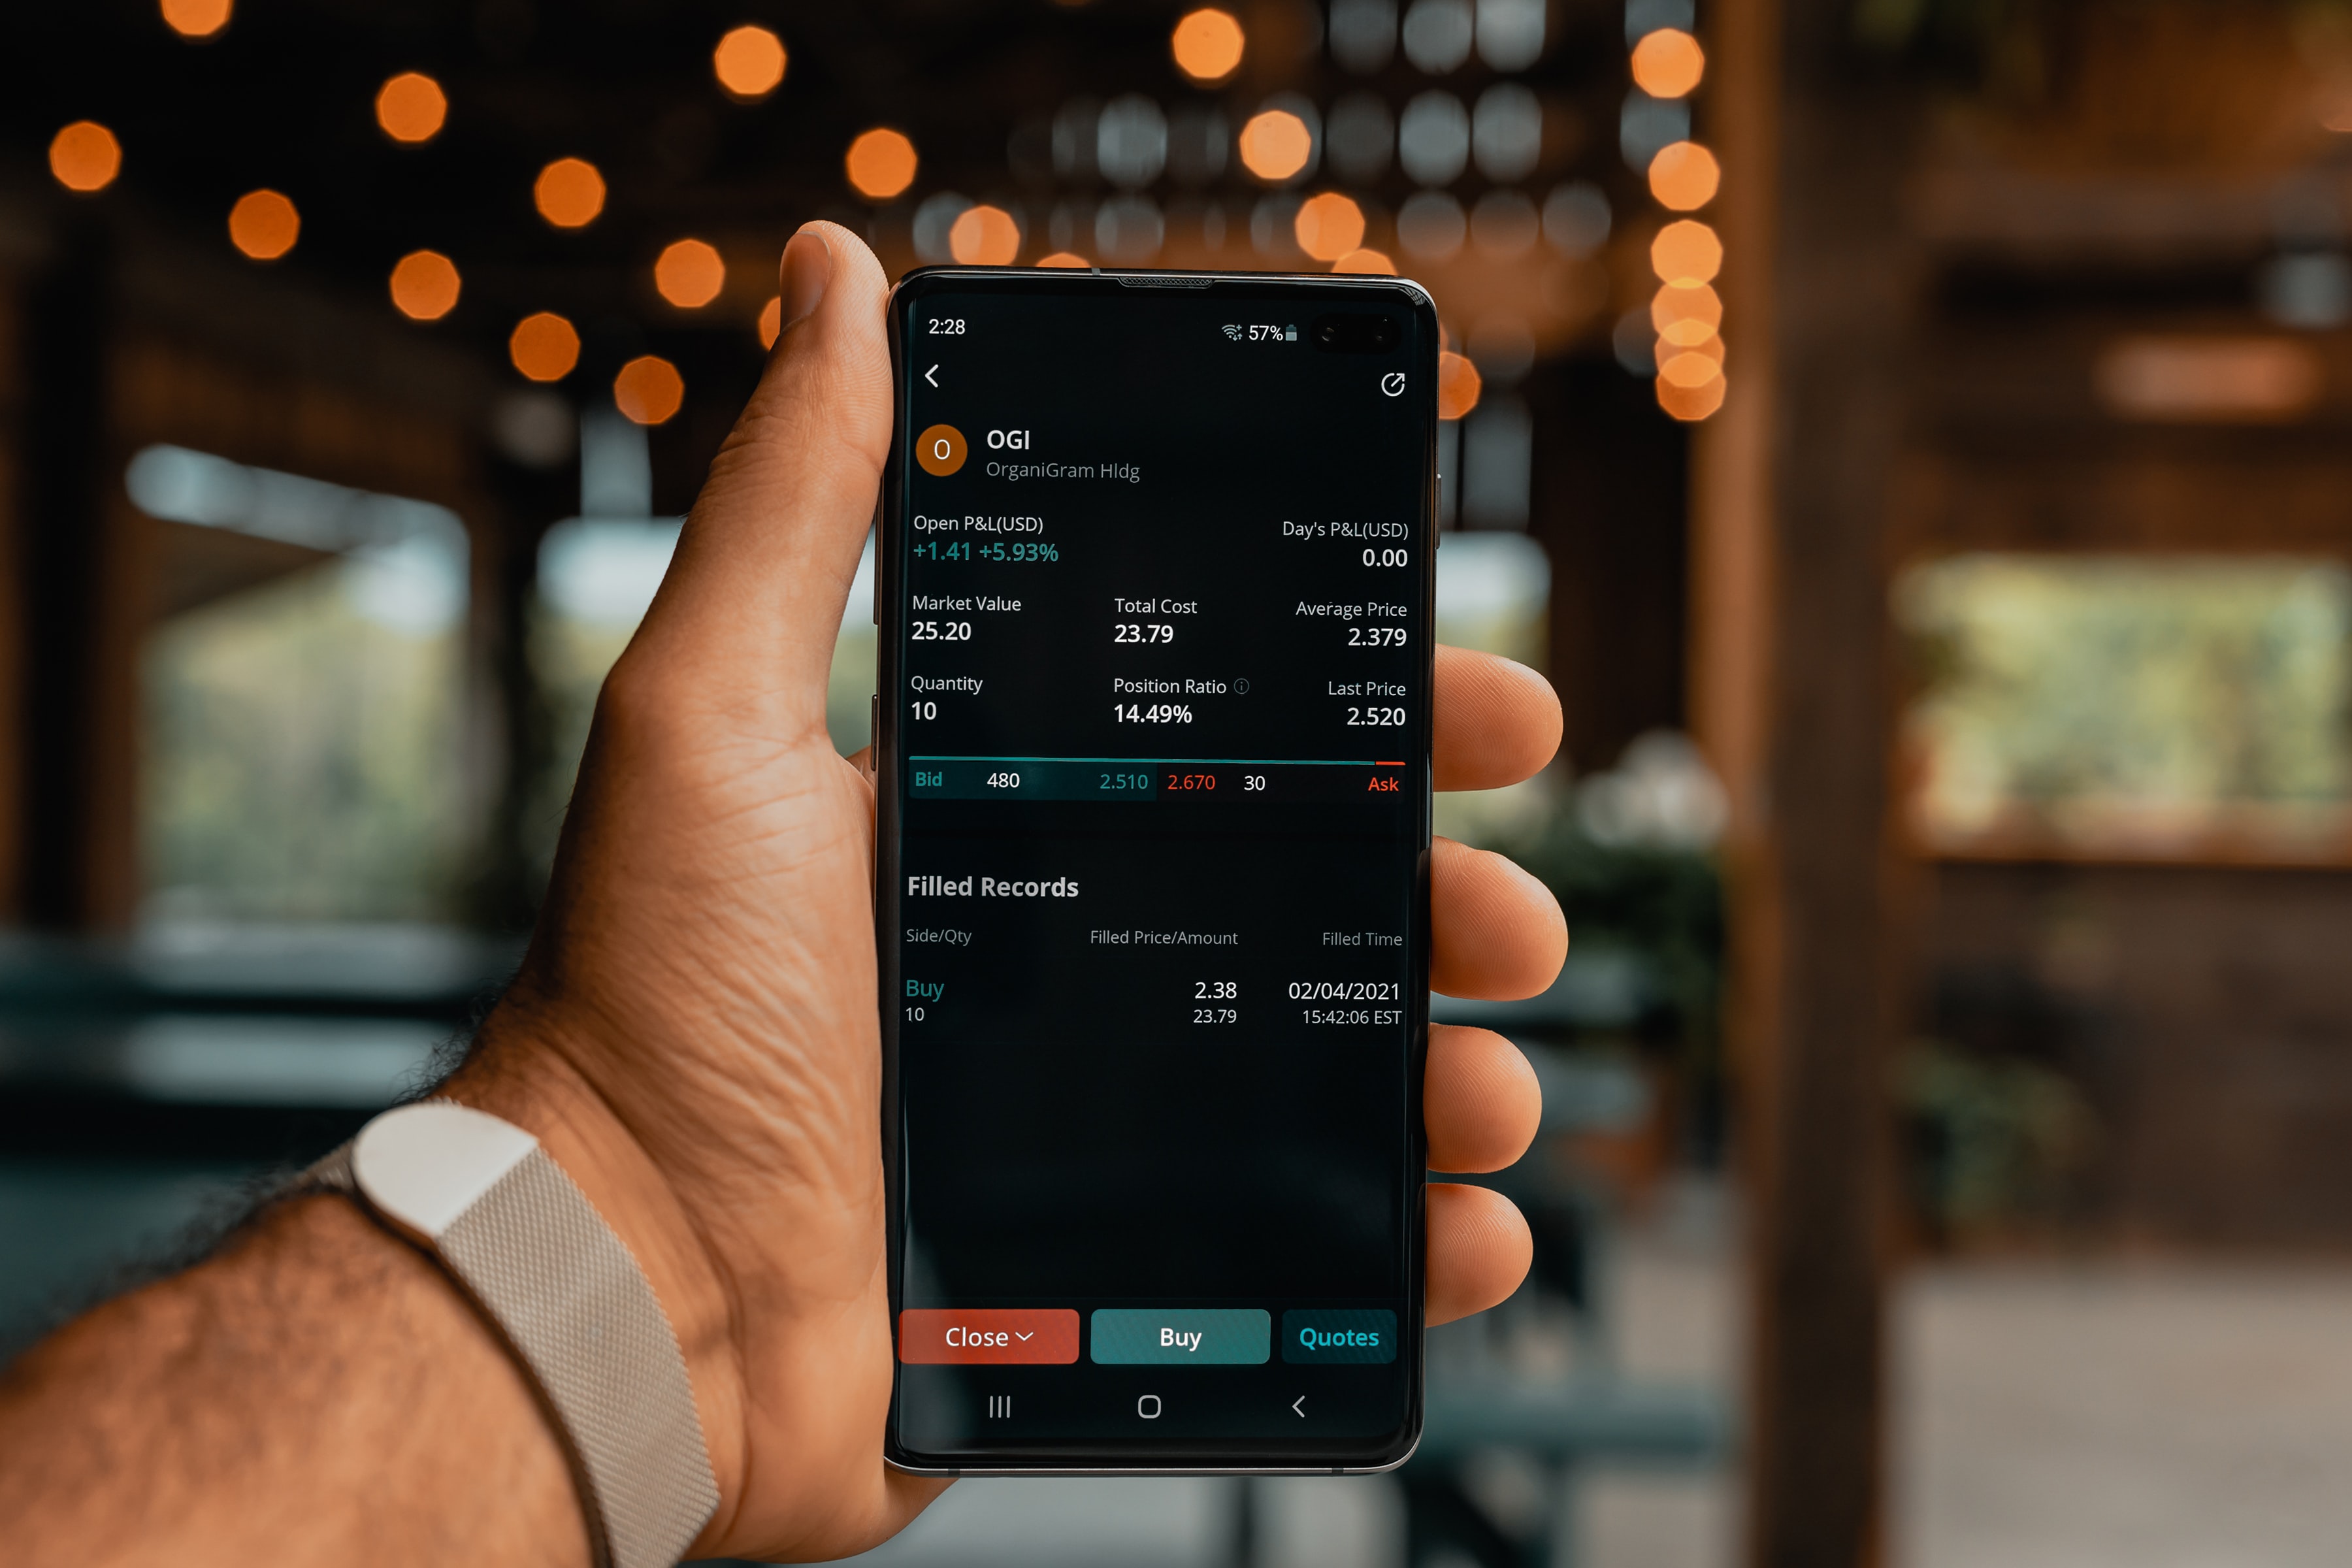 2:28 57%
O OGI
OrganiGram Hldg
Open P&L(USD) Day's P&L(USD)
+1.41 +5.93% 0.00
Market Value Total Cost Average Price
25.20 23.79 2.379
Quantity Position Ratio Last Price
10 14.49% 2.520
Bid 480 2.510 2.670 30 Ask
Filled Records
Side/Qty Filled Price/Amount Filled Time
Buy 2.38 02/04/2021
10 23.79 15:42:06 EST
Close Buy Quotes